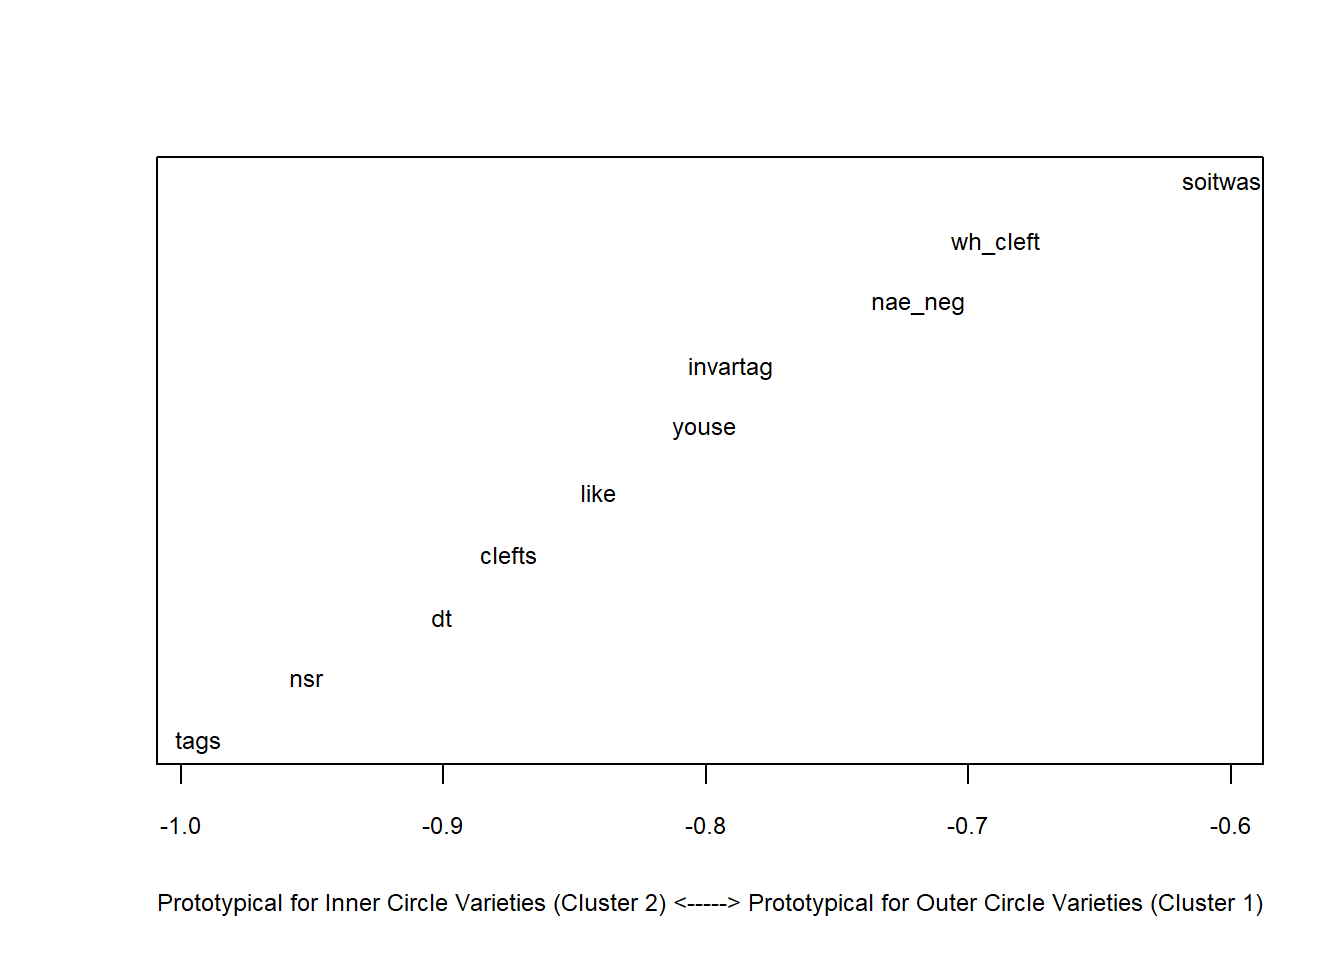 soitwas
wh_cleft
nae_neg
invartag
youse
like
clefts
dt
nsr
tags
-1.0 -0.9 -0.8 -0.7 -0.6
Prototypical for Inner Circle Varieties (Cluster 2) <-----> Prototypical for Outer Circle Varieties (Cluster 1)